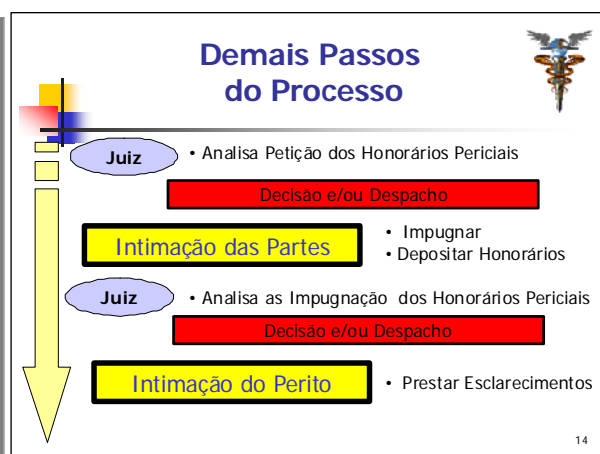 Demais Passos
do Processo
Juiz
• Analisa Petição dos Honorários Periciais
Decisão e/ou Despacho
Intimação das Partes
• Impugnar
• Depositar Honorários
Juiz
• Analisa as Impugnação dos Honorários Periciais
Decisão e/ou Despacho
Intimação do Perito
• Prestar Esclarecimentos
14